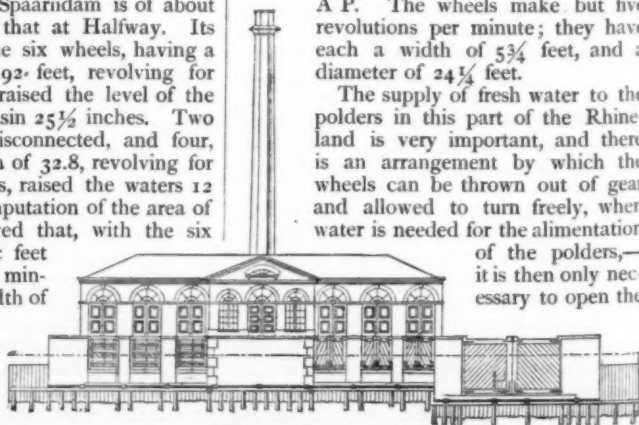 Spaarndam is of about
that at Halfway. Its
six wheels, having a
92. feet, revolving for
raised the level of the
sin 25½ inches. Two
isconnected, and four,
of 32.8, revolving for
s, raised the waters 12
putation of the area of
ed that, with the six
feet
min-
lth of
A P. The wheels make but five
revolutions per minute; they have
each a width of 5¾ feet, and a
diameter of 24¼ feet.
The supply of fresh water to the
polders in this part of the Rhine-
land is very important, and there
is an arrangement by which the
wheels can be thrown out of gear
and allowed to turn freely, when
water is needed for the alimentation
of the polders,—
it is then only nec-
essary to open the